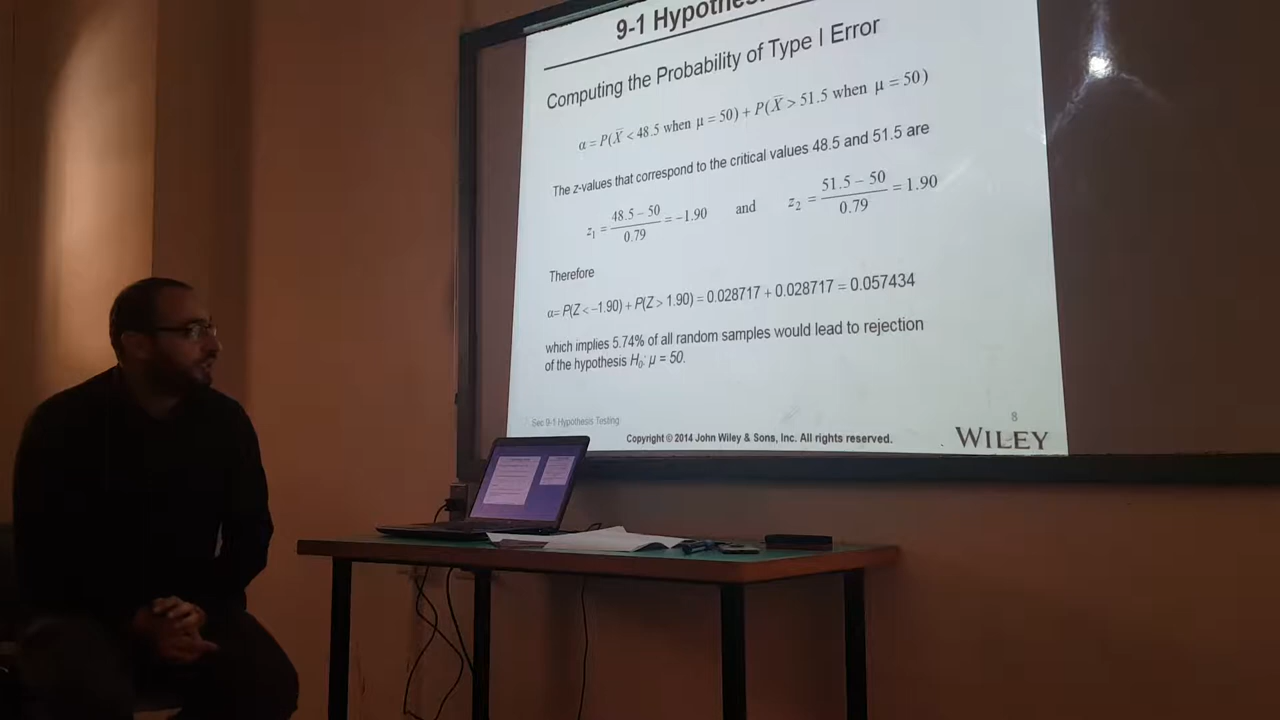 9-1 Hypothes
Computing the Probability of Type I Error
α = P(X̄ < 48.5 when μ = 50) + P(X̄ > 51.5 when μ = 50)
The z-values that correspond to the critical values 48.5 and 51.5 are
z₁ = (48.5 − 50)/0.79 = −1.90 and z₂ = (51.5 − 50)/0.79 = 1.90
Therefore
α= P(Z < −1.90) + P(Z > 1.90) = 0.028717 + 0.028717 = 0.057434
which implies 5.74% of all random samples would lead to rejection
of the hypothesis H₀: μ = 50.
Sec 9-1 Hypothesis Testing
8
Copyright © 2014 John Wiley & Sons, Inc. All rights reserved.
WILEY